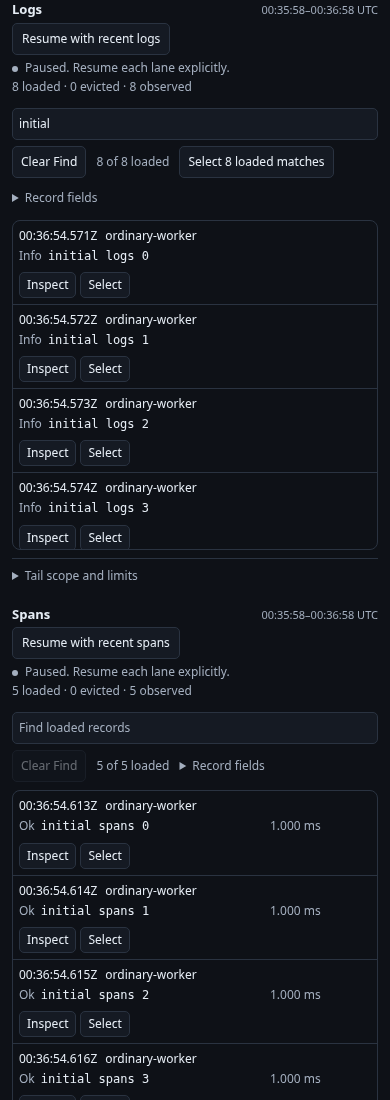 Logs 00:35:58–00:36:58 UTC
Resume with recent logs
Paused. Resume each lane explicitly.
8 loaded · 0 evicted · 8 observed
initial
Clear Find 8 of 8 loaded Select 8 loaded matches
Record fields
00:36:54.571Z ordinary-worker
Info initial logs 0
Inspect Select
00:36:54.572Z ordinary-worker
Info initial logs 1
Inspect Select
00:36:54.573Z ordinary-worker
Info initial logs 2
Inspect Select
00:36:54.574Z ordinary-worker
Info initial logs 3
Inspect Select
Tail scope and limits
Spans 00:35:58–00:36:58 UTC
Resume with recent spans
Paused. Resume each lane explicitly.
5 loaded · 0 evicted · 5 observed
Find loaded records
Clear Find 5 of 5 loaded Record fields
00:36:54.613Z ordinary-worker
Ok initial spans 0 1.000 ms
Inspect Select
00:36:54.614Z ordinary-worker
Ok initial spans 1 1.000 ms
Inspect Select
00:36:54.615Z ordinary-worker
Ok initial spans 2 1.000 ms
Inspect Select
00:36:54.616Z ordinary-worker
Ok initial spans 3 1.000 ms